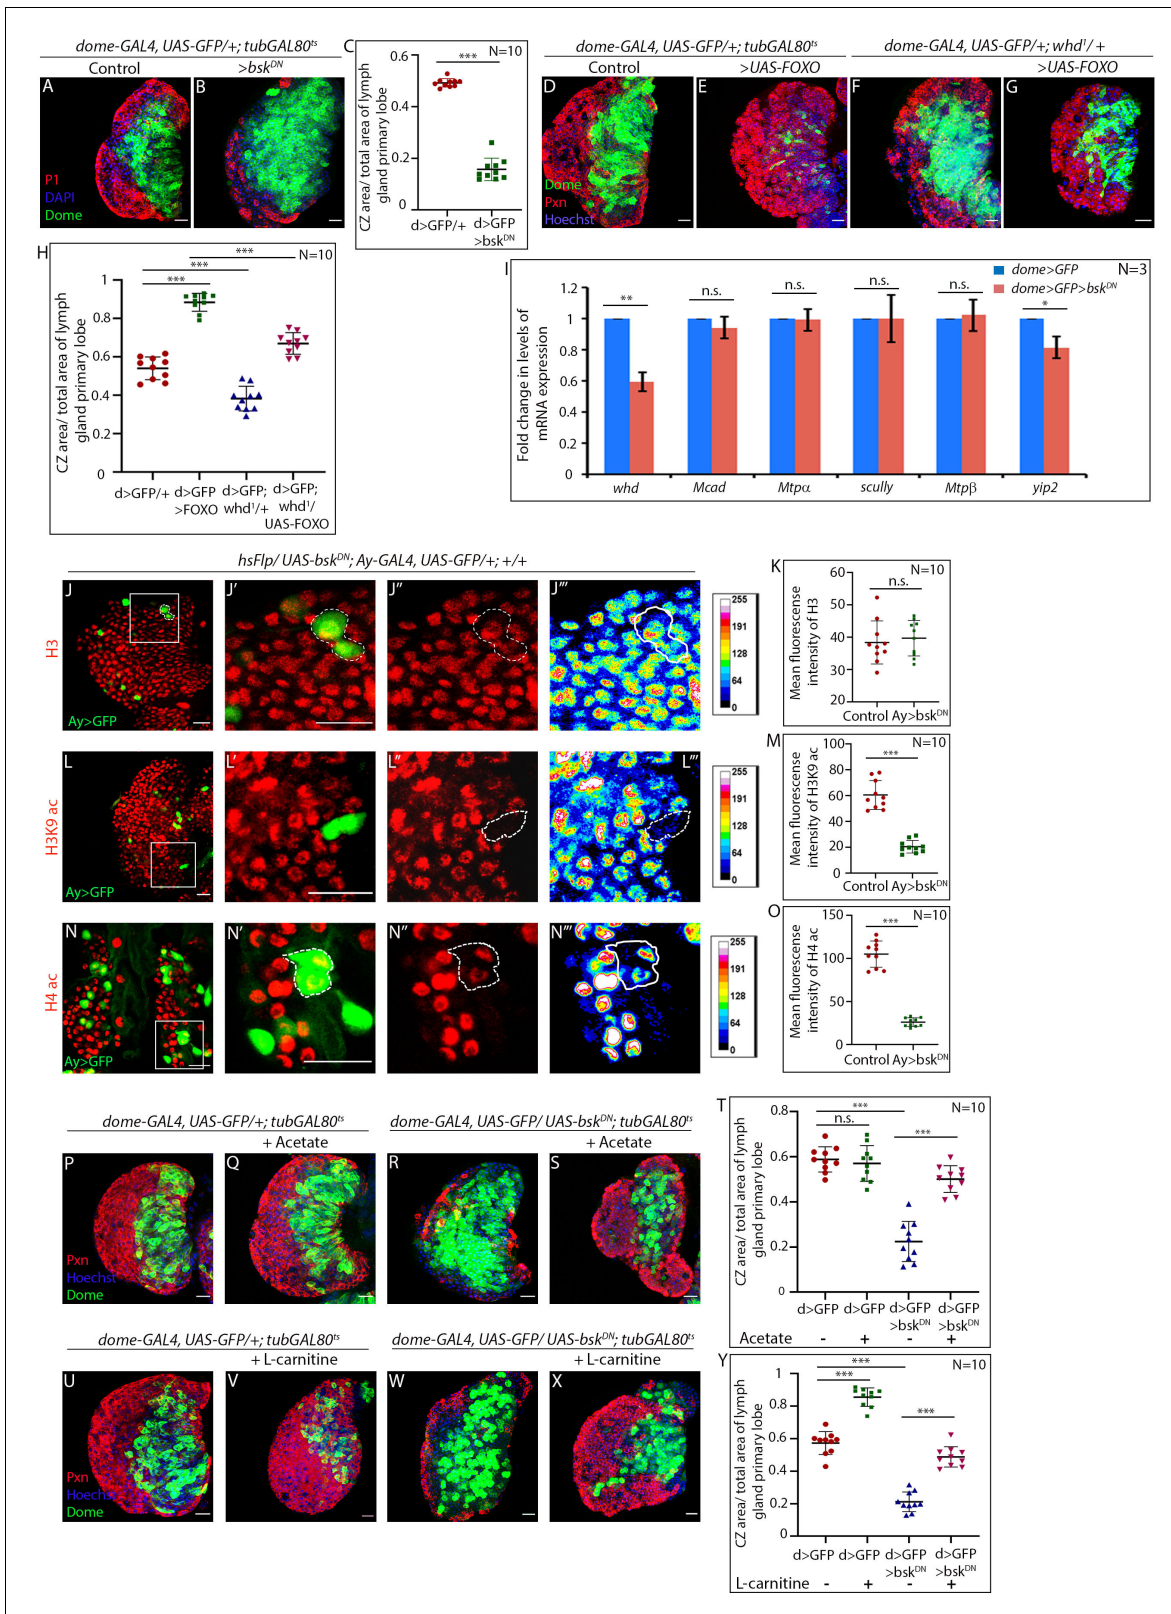 dome-GAL4, UAS-GFP/+; tubGAL80ts
Control
>bskDN
A
B
P1
DAPI
Dome
C
N=10
***
CZ area/ total area of lymph
gland primary lobe
0.6
0.4
0.2
0
d>GFP/+
d>GFP
>bskDN
dome-GAL4, UAS-GFP/+; tubGAL80ts
dome-GAL4, UAS-GFP/+; whd1/+
Control
>UAS-FOXO
>UAS-FOXO
D
E
F
G
Dome
Pxn
Hoechst
H
N=10
***
***
***
CZ area/ total area of lymph
gland primary lobe
1
0.8
0.6
0.4
0.2
0
d>GFP/+
d>GFP
>FOXO
d>GFP;
whd1/+
d>GFP;
whd1/
UAS-FOXO
I
N=3
dome>GFP
dome>GFP>bskDN
Fold change in levels of
mRNA expression
1.2
1
0.8
0.6
0.4
0.2
0
**
n.s.
n.s.
n.s.
n.s.
*
whd
Mcad
Mtpα
scully
Mtpβ
yip2
hsFlp/ UAS-bskDN; Ay-GAL4, UAS-GFP/+; +/+
H3
J
J'
J''
J'''
Ay>GFP
255
191
128
64
0
K
N=10
n.s.
Mean fluorescense
intensity of H3
60
50
40
30
20
Control
Ay>bskDN
H3K9 ac
L
L'
L''
L'''
Ay>GFP
255
191
128
64
0
M
N=10
***
Mean fluorescense
intensity of H3K9 ac
100
80
60
40
20
0
Control
Ay>bskDN
H4 ac
N
N'
N''
N'''
Ay>GFP
255
191
128
64
0
O
N=10
***
Mean fluorescense
intensity of H4 ac
150
100
50
0
Control
Ay>bskDN
dome-GAL4, UAS-GFP/+; tubGAL80ts
dome-GAL4, UAS-GFP/ UAS-bskDN; tubGAL80ts
+ Acetate
+ Acetate
P
Q
R
S
Pxn
Hoechst
Dome
T
N=10
***
n.s.
***
CZ area/ total area of lymph
gland primary lobe
0.8
0.6
0.4
0.2
0
d>GFP
d>GFP
d>GFP
>bskDN
d>GFP
>bskDN
Acetate
-
+
-
+
dome-GAL4, UAS-GFP/+; tubGAL80ts
dome-GAL4, UAS-GFP/ UAS-bskDN; tubGAL80ts
+ L-carnitine
+ L-carnitine
U
V
W
X
Pxn
Hoechst
Dome
Y
N=10
***
***
***
CZ area/ total area of lymph
gland primary lobe
1
0.8
0.6
0.4
0.2
0
d>GFP
d>GFP
d>GFP
>bskDN
d>GFP
>bskDN
L-carnitine
-
+
-
+